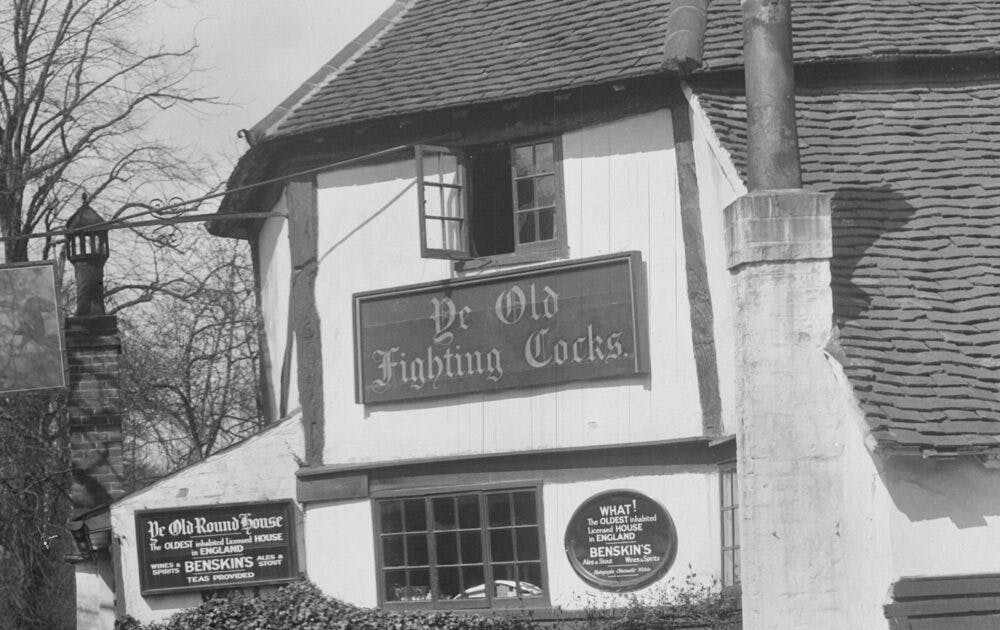 Ye Old
Fighting Cocks.
Ye Old Round House
The OLDEST inhabited Licensed HOUSE
in ENGLAND
WINES & SPIRITS BENSKIN'S ALES & STOUT
TEAS PROVIDED
WHAT!
The OLDEST inhabited
Licensed HOUSE
in ENGLAND
BENSKIN'S
Ales & Stout Wines & Spirits